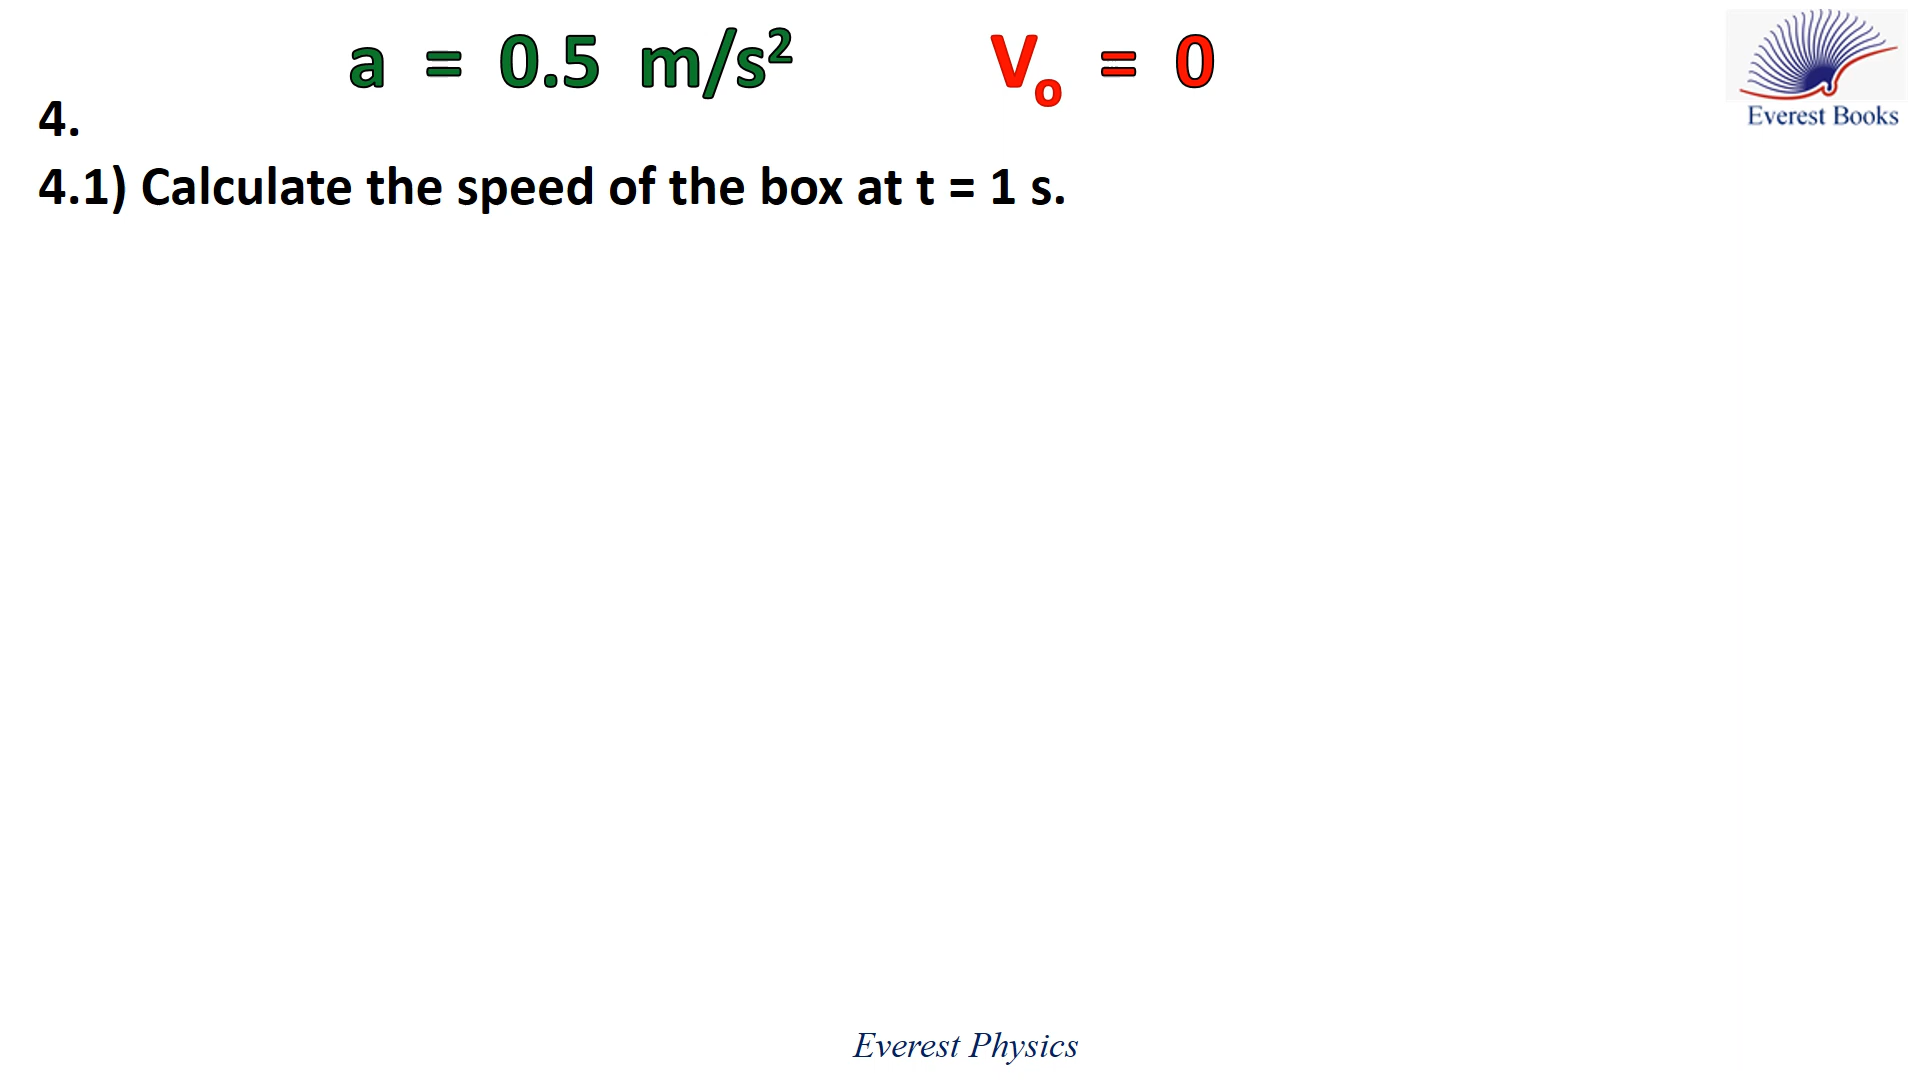 a = 0.5 m/s² Vₒ = 0
Everest Books
4.
4.1) Calculate the speed of the box at t = 1 s.
Everest Physics